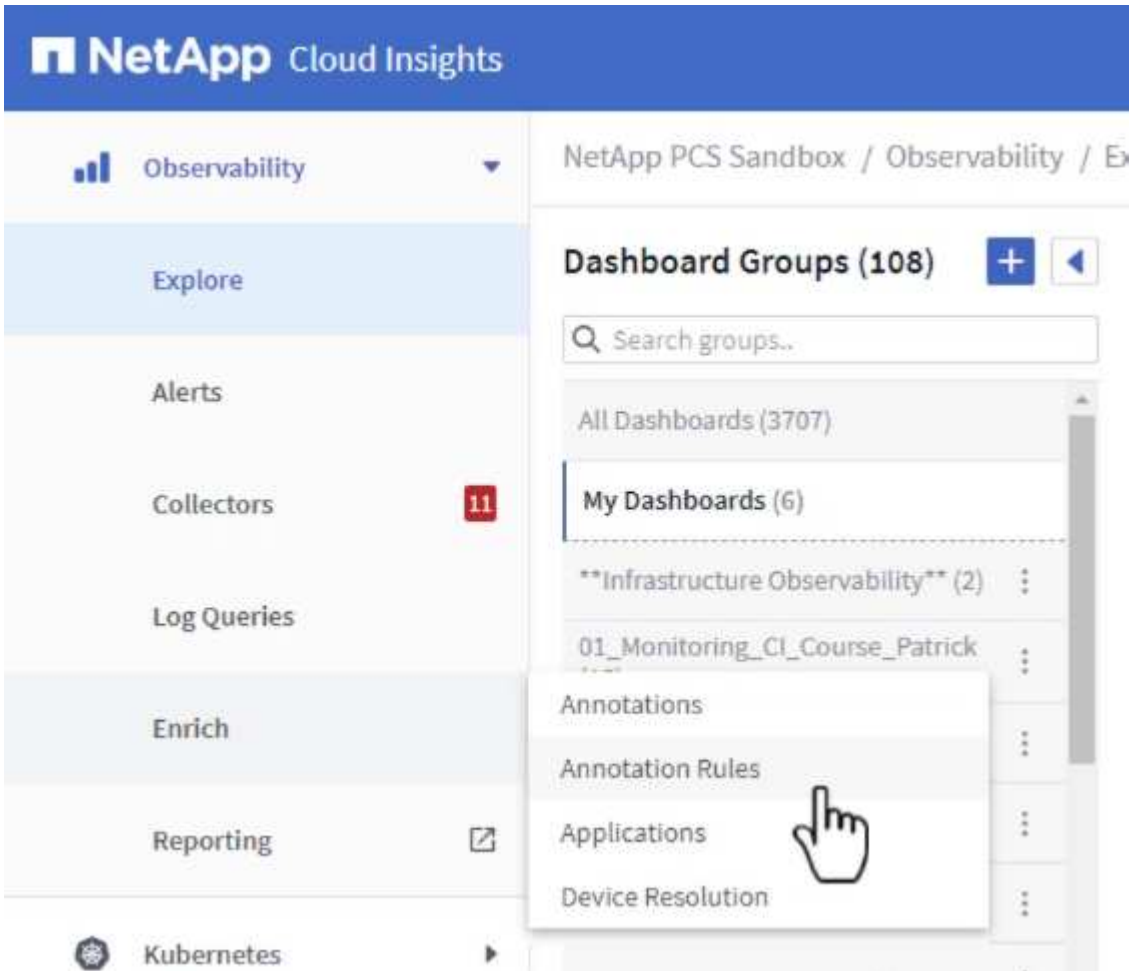 NetApp Cloud Insights
Observability
Explore
Alerts
Collectors
11
Log Queries
Enrich
Reporting
Kubernetes
NetApp PCS Sandbox / Observability /
Dashboard Groups (108)
Search groups..
All Dashboards (3707)
My Dashboards (6)
**Infrastructure Observability** (2)
01_Monitoring_CI_Course_Patrick
Annotations
Annotation Rules
Applications
Device Resolution